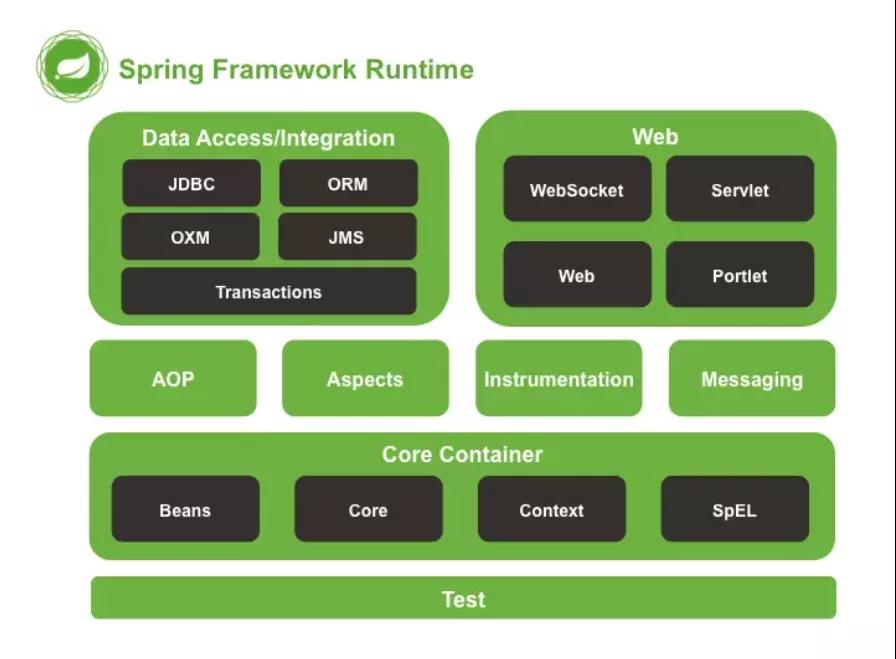 Spring Framework Runtime
Data Access/Integration
JDBC
ORM
OXM
JMS
Transactions
Web
WebSocket
Servlet
Web
Portlet
AOP
Aspects
Instrumentation
Messaging
Core Container
Beans
Core
Context
SpEL
Test